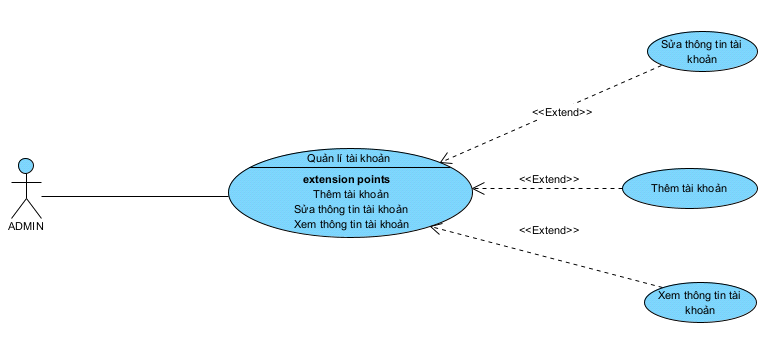 Sửa thông tin tài
khoản
<<Extend>>
Quản lí tài khoản
extension points
Thêm tài khoản
Sửa thông tin tài khoản
Xem thông tin tài khoản
<<Extend>>
Thêm tài khoản
ADMIN
<<Extend>>
Xem thông tin tài
khoản